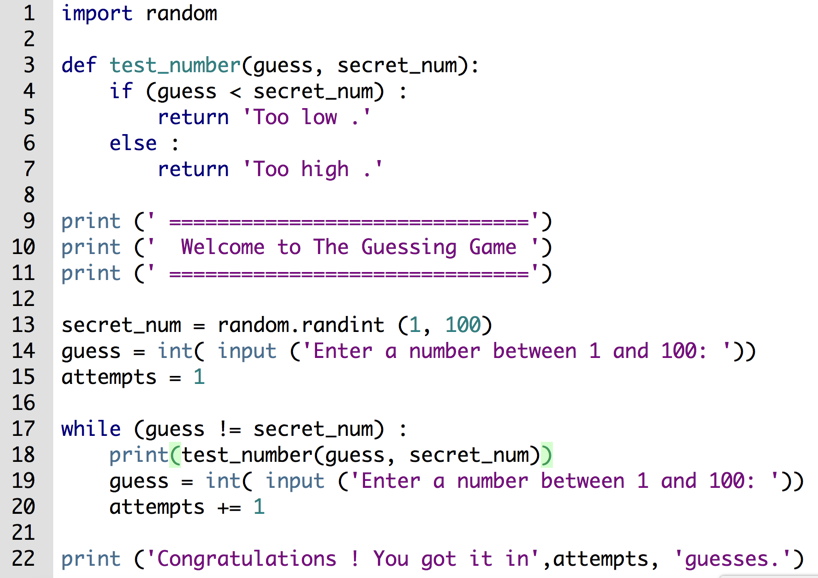 1 import random
2
3 def test_number(guess, secret_num):
4     if (guess < secret_num) :
5         return 'Too low .'
6     else :
7         return 'Too high .'
8
9 print (' ==============================')
10 print ('  Welcome to The Guessing Game ')
11 print (' ==============================')
12
13 secret_num = random.randint (1, 100)
14 guess = int( input ('Enter a number between 1 and 100: '))
15 attempts = 1
16
17 while (guess != secret_num) :
18     print(test_number(guess, secret_num))
19     guess = int( input ('Enter a number between 1 and 100: '))
20     attempts += 1
21
22 print ('Congratulations ! You got it in',attempts, 'guesses.')